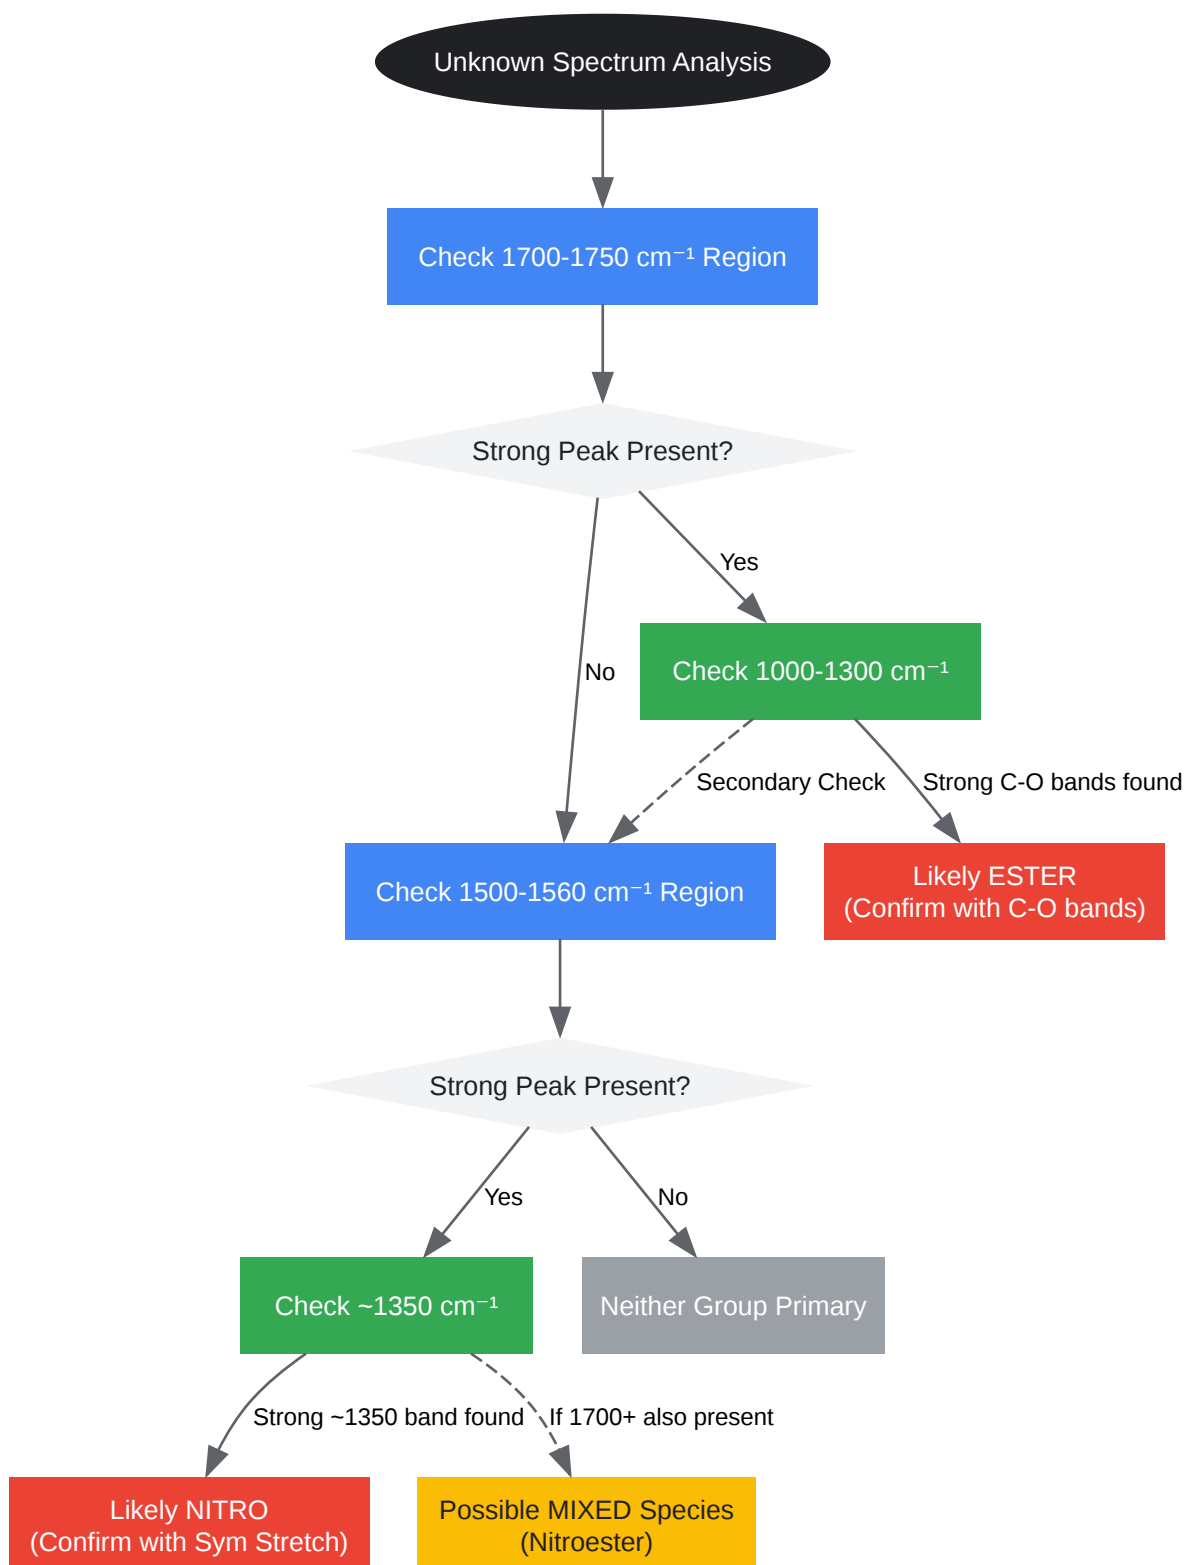 Unknown Spectrum Analysis
Check 1700-1750 cm⁻¹ Region
Strong Peak Present?
Yes
No
Check 1000-1300 cm⁻¹
Secondary Check
Strong C-O bands found
Check 1500-1560 cm⁻¹ Region
Likely ESTER
(Confirm with C-O bands)
Strong Peak Present?
Yes
No
Check ~1350 cm⁻¹
Neither Group Primary
Strong ~1350 band found
If 1700+ also present
Likely NITRO
(Confirm with Sym Stretch)
Possible MIXED Species
(Nitroester)